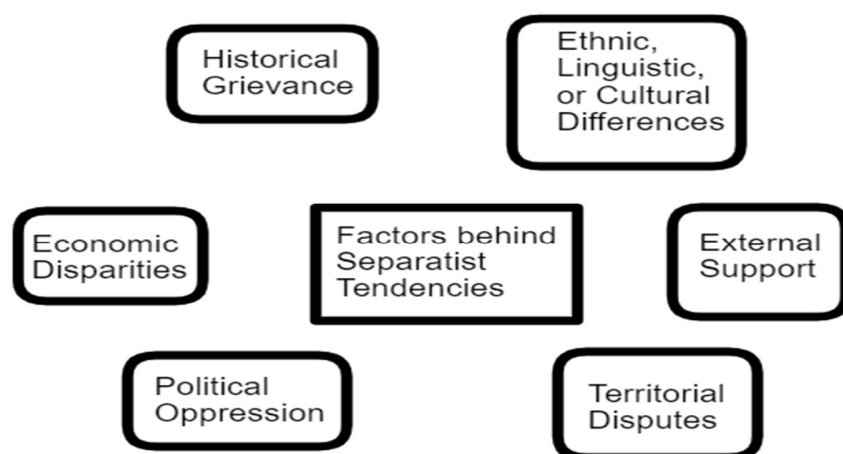 Historical
Grievance
Ethnic,
Linguistic,
or Cultural
Differences
Economic
Disparities
Factors behind
Separatist
Tendencies
External
Support
Political
Oppression
Territorial
Disputes